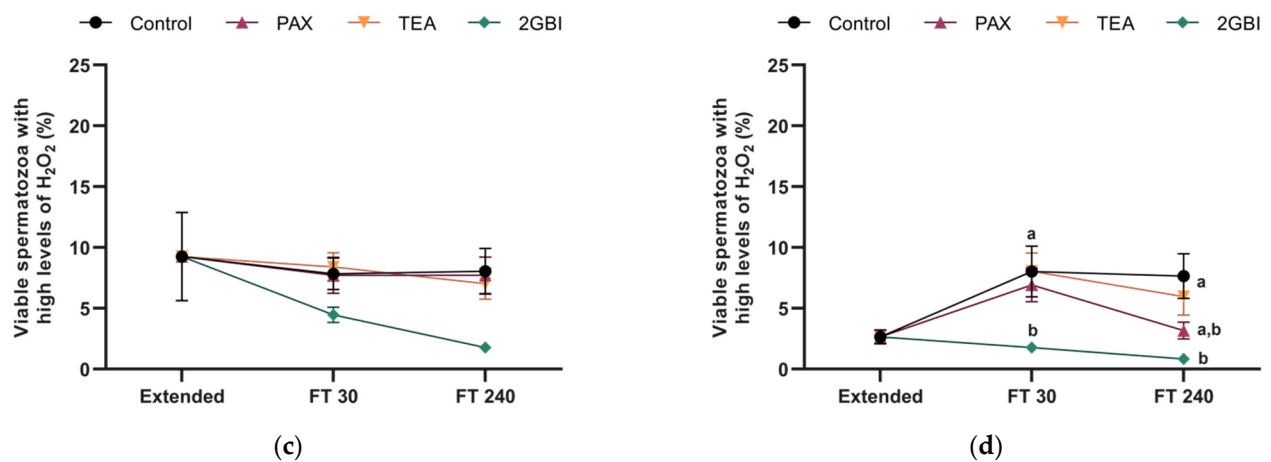 Control PAX TEA 2GBI
Viable spermatozoa with
high levels of H₂O₂ (%)
25
20
15
10
5
0
Extended FT 30 FT 240
(c)
Control PAX TEA 2GBI
Viable spermatozoa with
high levels of H₂O₂ (%)
25
20
15
10
5
0
a
b
a
a,b
b
Extended FT 30 FT 240
(d)